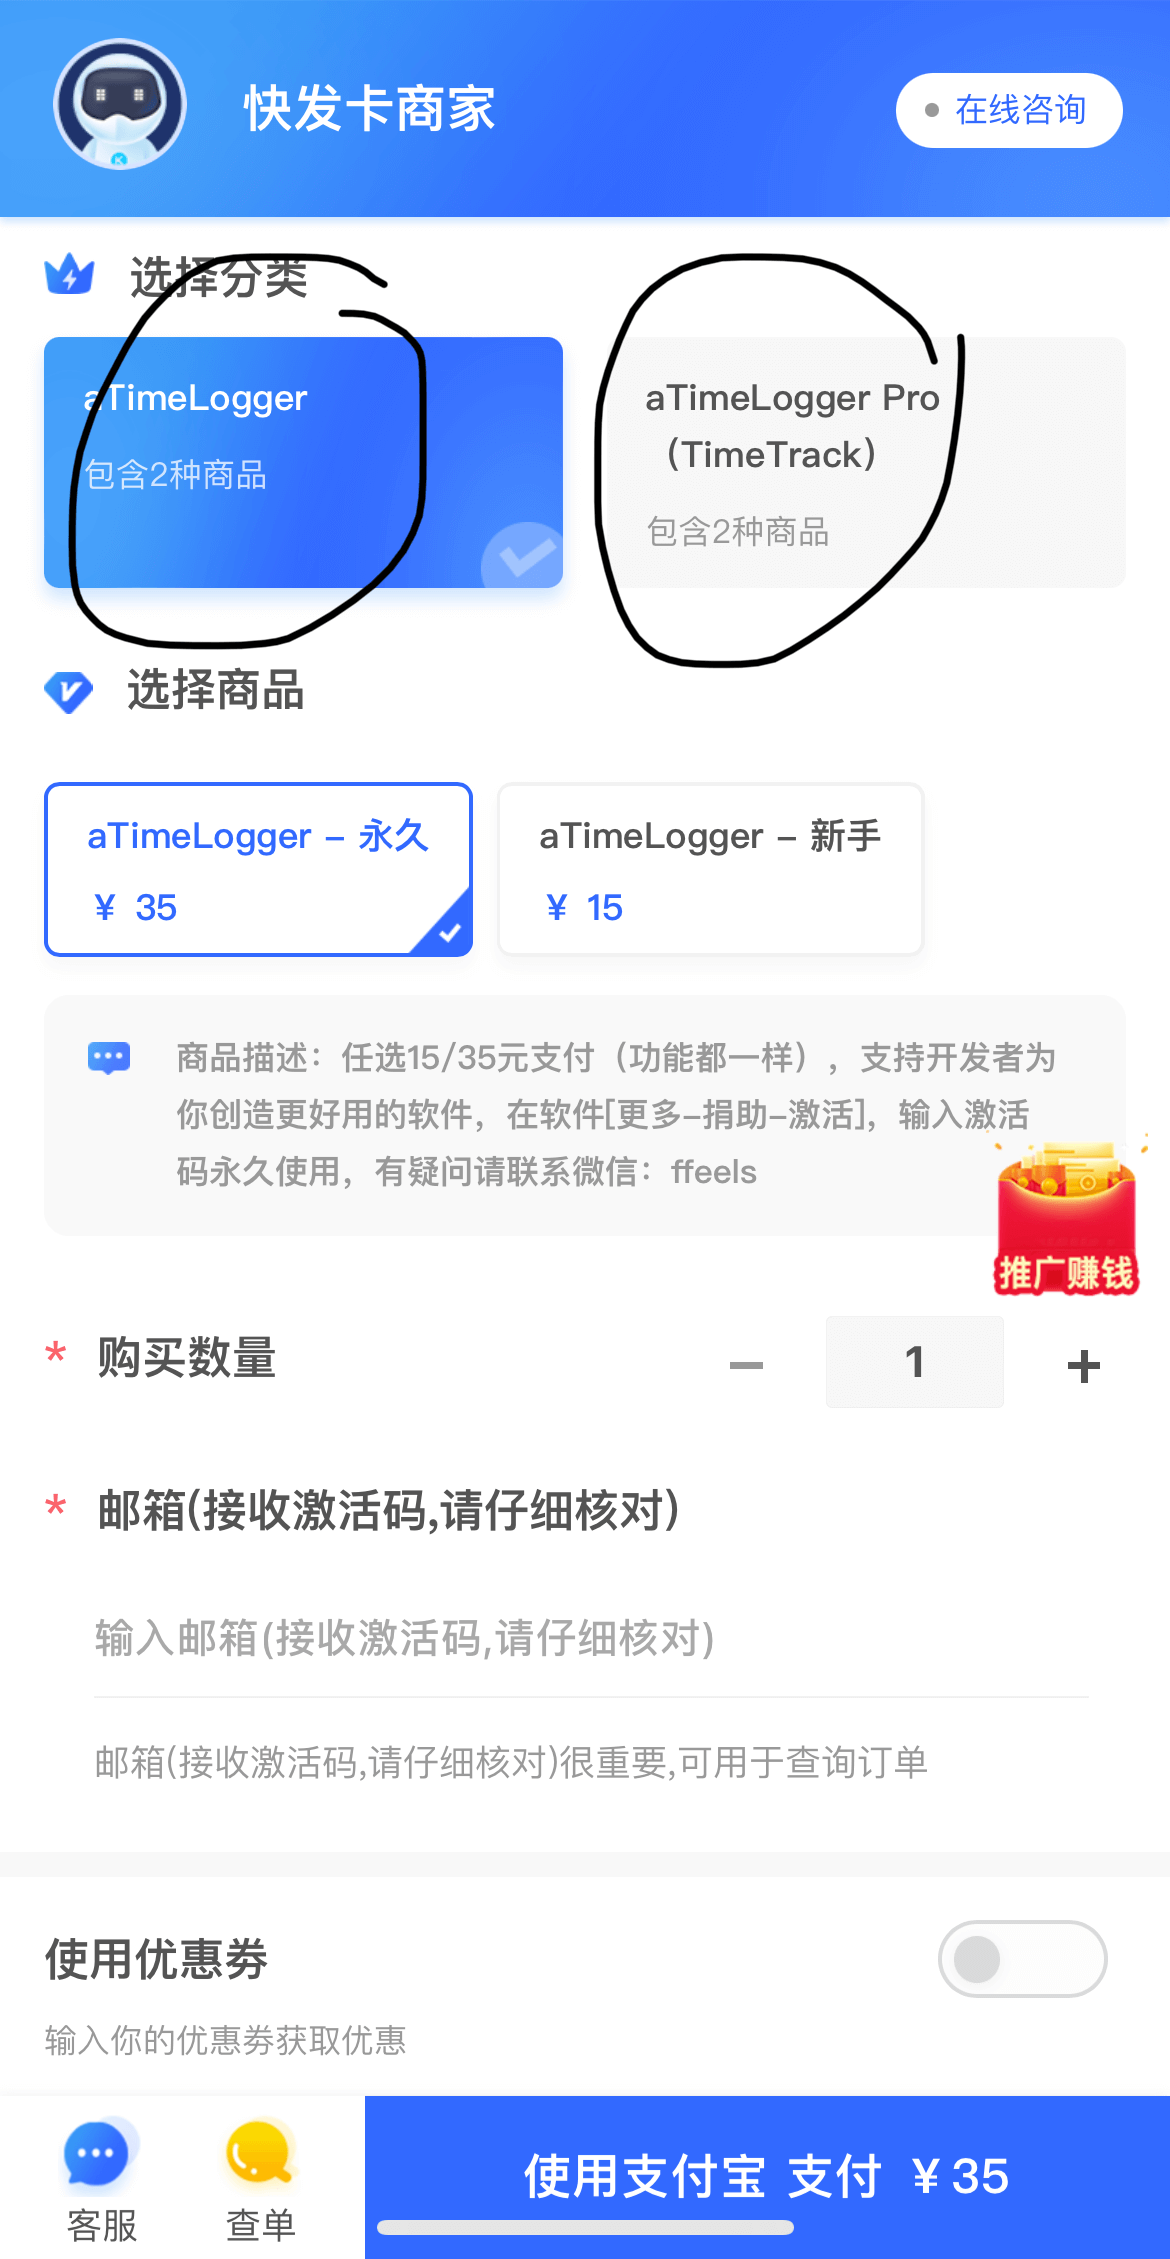 快发卡商家
在线咨询
选择分类
aTimeLogger
包含2种商品
aTimeLogger Pro
（TimeTrack）
包含2种商品
选择商品
aTimeLogger – 永久
¥ 35
aTimeLogger – 新手
¥ 15
商品描述：任选15/35元支付（功能都一样），支持开发者为
你创造更好用的软件，在软件[更多–捐助–激活]，输入激活
码永久使用，有疑问请联系微信：ffeels
推广赚钱
* 购买数量
− 1 +
* 邮箱(接收激活码,请仔细核对)
输入邮箱(接收激活码,请仔细核对)
邮箱(接收激活码,请仔细核对)很重要,可用于查询订单
使用优惠券
输入你的优惠券获取优惠
客服
查单
使用支付宝 支付 ¥35